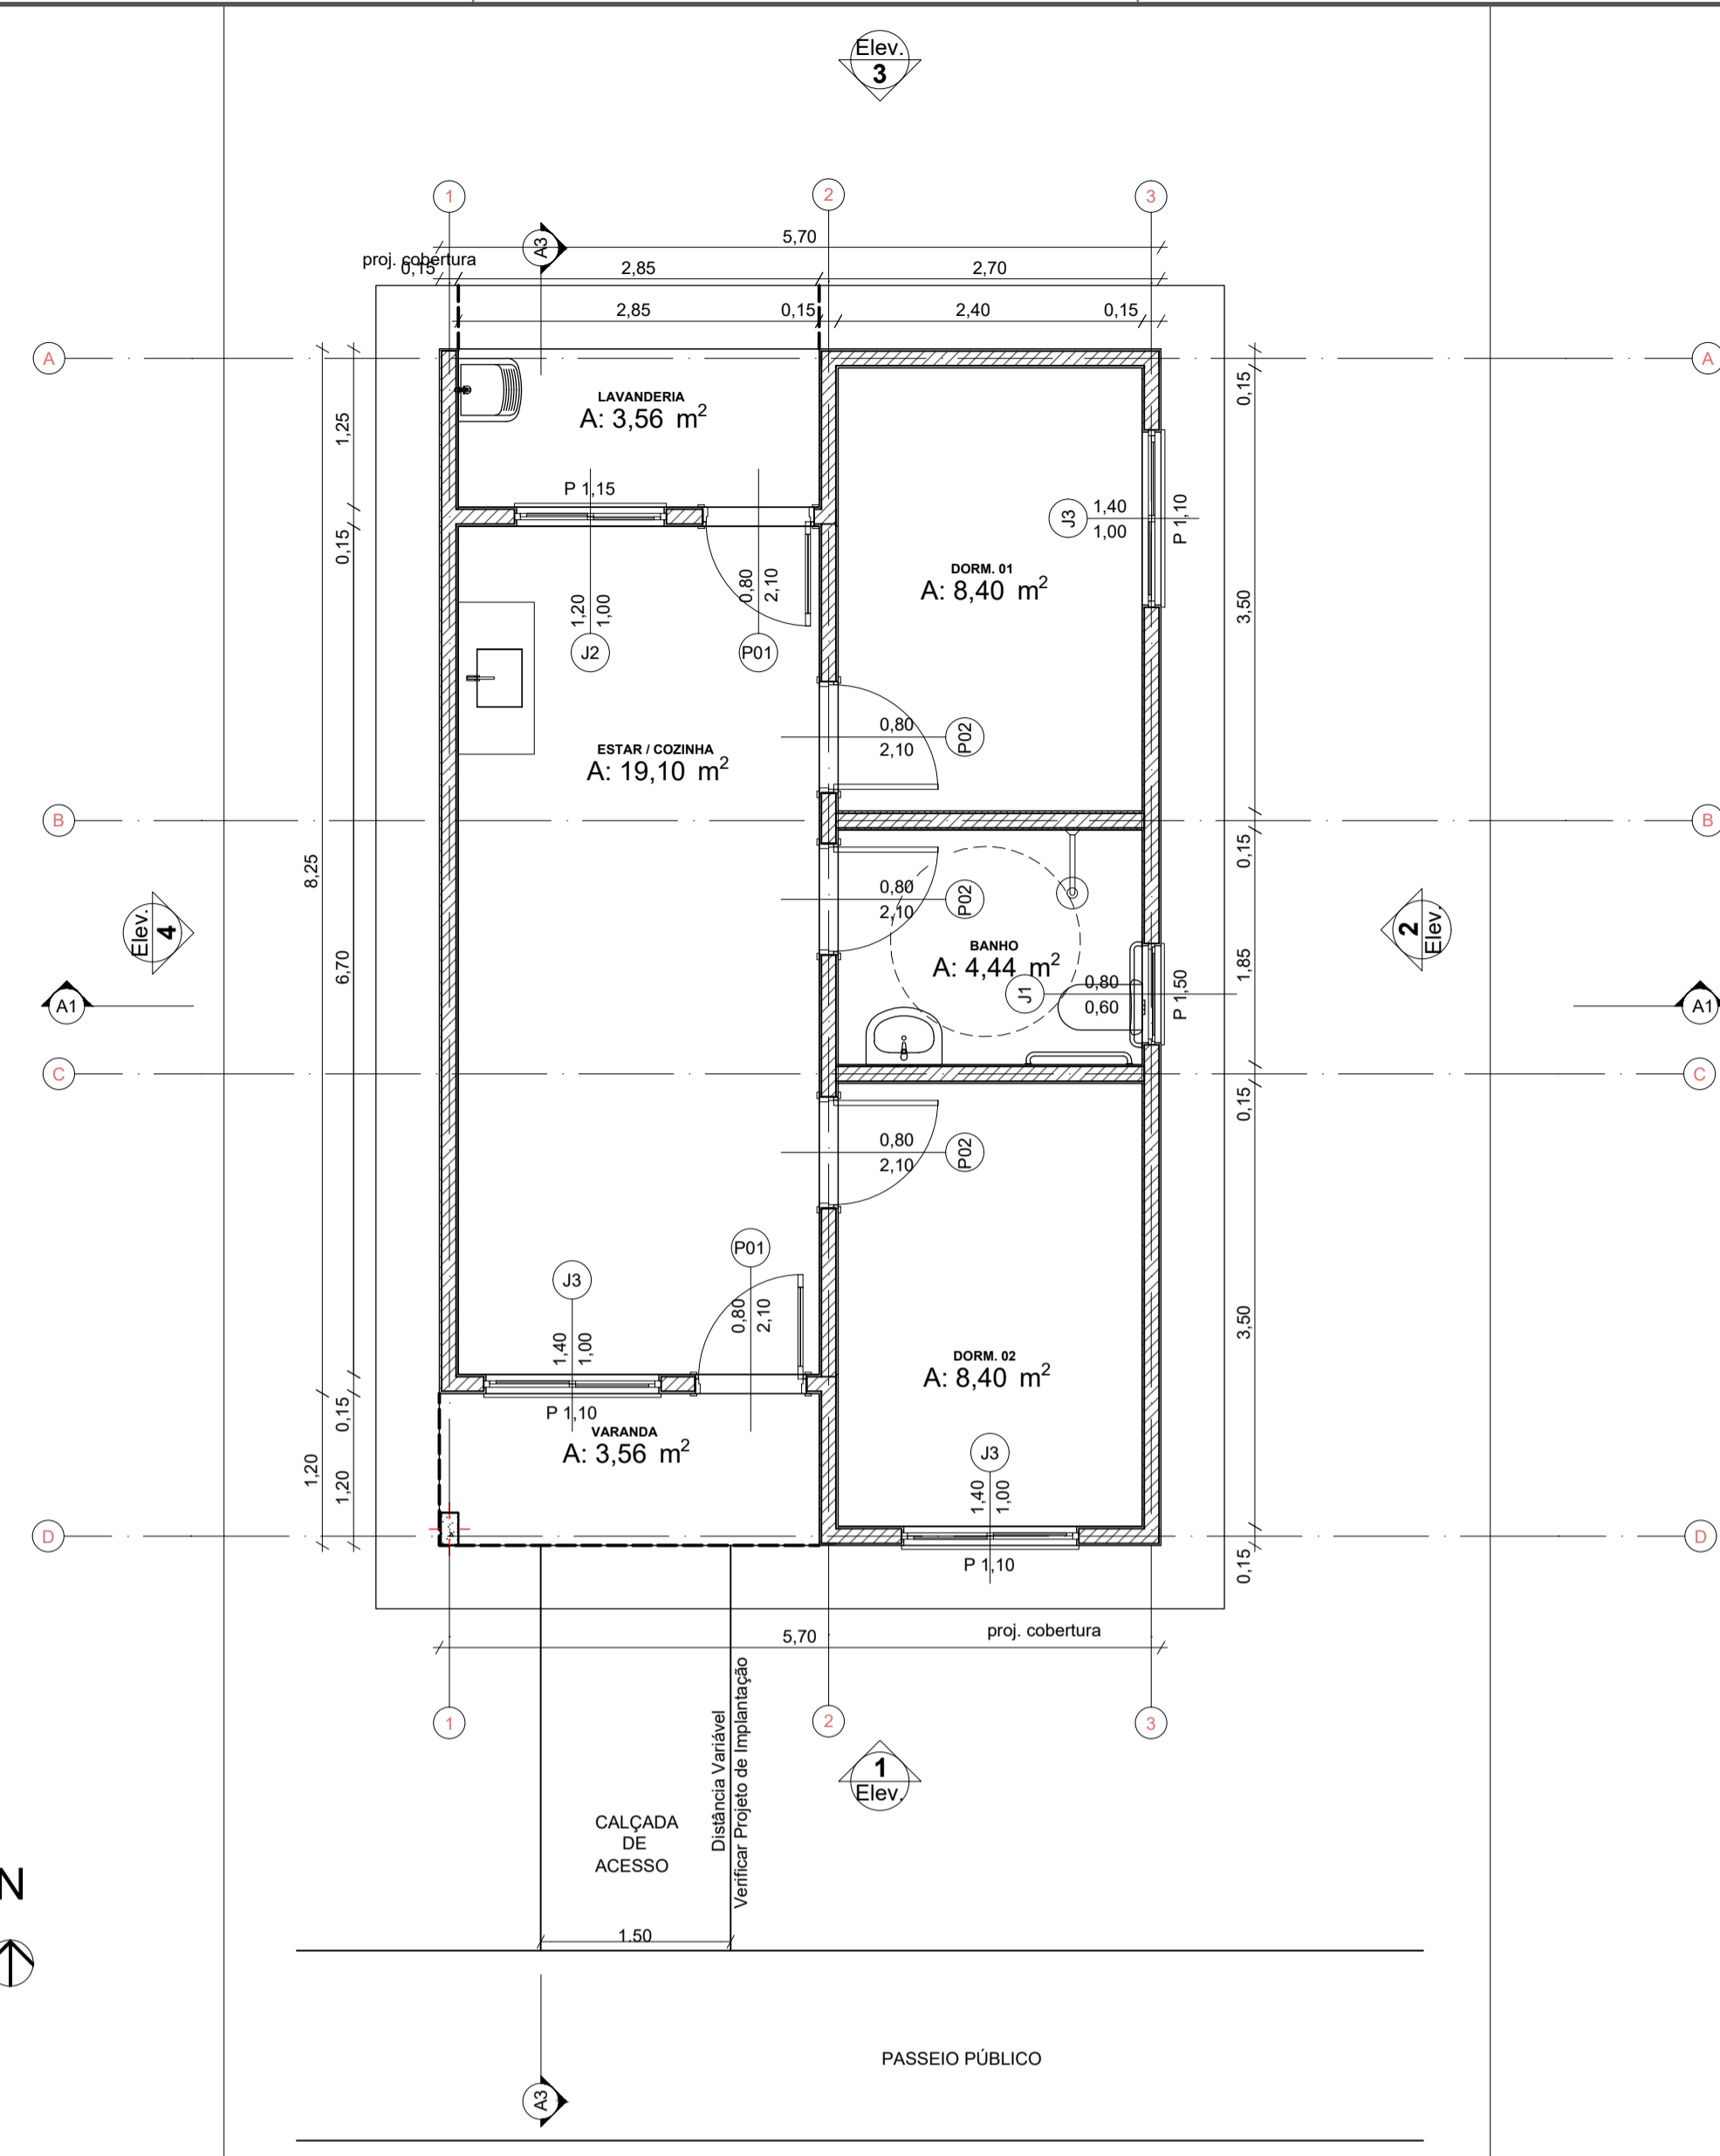 Elev.
3
1
2
3
5,70
A3
proj. cobertura
0,15
2,85
2,70
2,85
0,15
2,40
0,15
A
A
LAVANDERIA
A: 3,56 m²
1,25
0,15
P 1,15
0,15
J3
1,40
1,00
P 1,10
DORM. 01
A: 8,40 m²
0,80
2,10
1,20
1,00
3,50
J2
P01
0,80
2,10
P02
ESTAR / COZINHA
A: 19,10 m²
B
B
8,25
0,15
0,80
2,10
P02
Elev.
4
2
Elev.
BANHO
A: 4,44 m²
6,70
1,85
0,80
0,60
J1
P 1,50
A1
A1
C
C
0,15
0,80
2,10
P02
P01
J3
0,80
2,10
1,40
1,00
3,50
DORM. 02
A: 8,40 m²
0,15
P 1,10
VARANDA
A: 3,56 m²
J3
1,20
1,20
1,40
1,00
D
D
P 1,10
0,15
proj. cobertura
5,70
1
2
3
Distância Variável
Verificar Projeto de Implantação
1
Elev.
CALÇADA
DE
ACESSO
N
1.50
PASSEIO PÚBLICO
A3